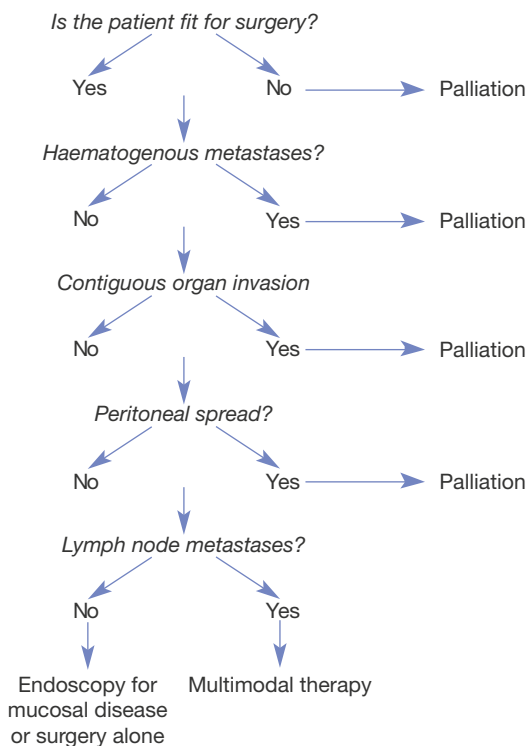 Is the patient fit for surgery?
Yes No Palliation
Haematogenous metastases?
No Yes Palliation
Contiguous organ invasion
No Yes Palliation
Peritoneal spread?
No Yes Palliation
Lymph node metastases?
No Yes
Endoscopy for
mucosal disease
or surgery alone
Multimodal therapy